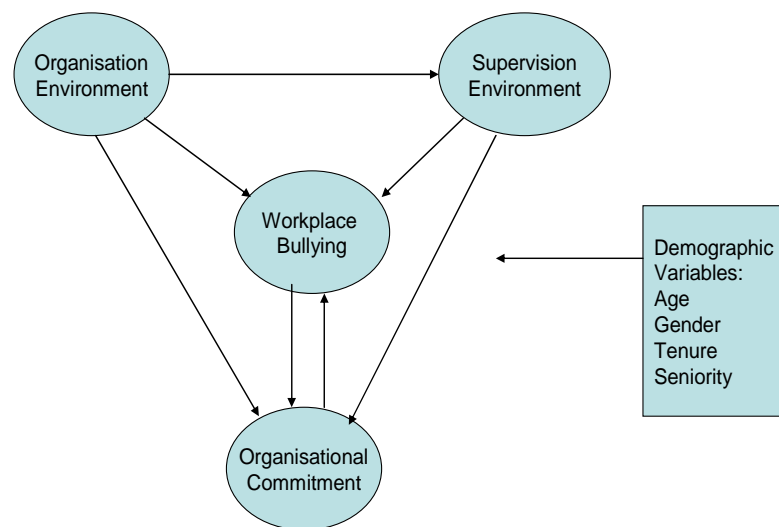 Organisation
Environment
Supervision
Environment
Workplace
Bullying
Demographic
Variables:
Age
Gender
Tenure
Seniority
Organisational
Commitment